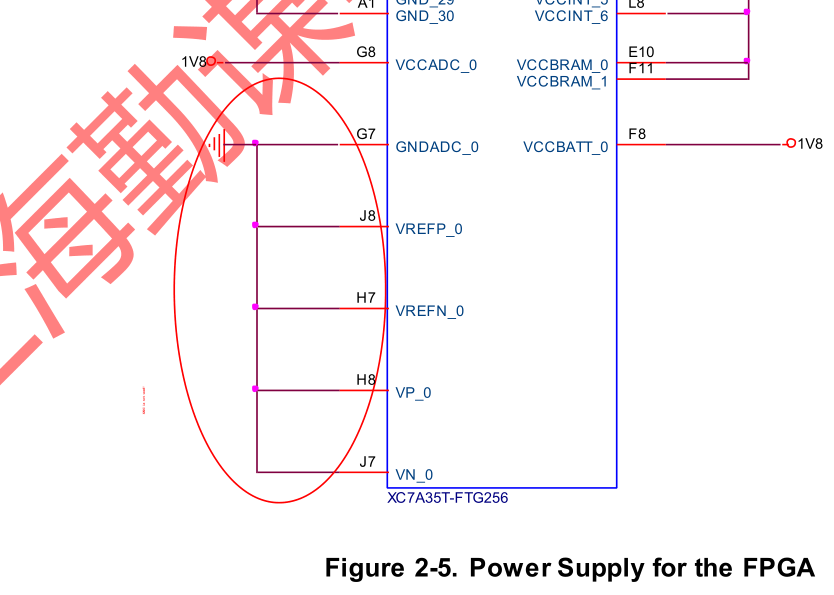 A1
GND_29
GND_30
VCCINT_5
VCCINT_6
L8
1V8
G8
VCCADC_0
VCCBRAM_0
E10
VCCBRAM_1
F11
G7
GNDADC_0
VCCBATT_0
F8
1V8
J8
VREFP_0
H7
VREFN_0
H8
VP_0
J7
VN_0
XC7A35T-FTG256
Figure 2-5. Power Supply for the FPGA
海勤谋